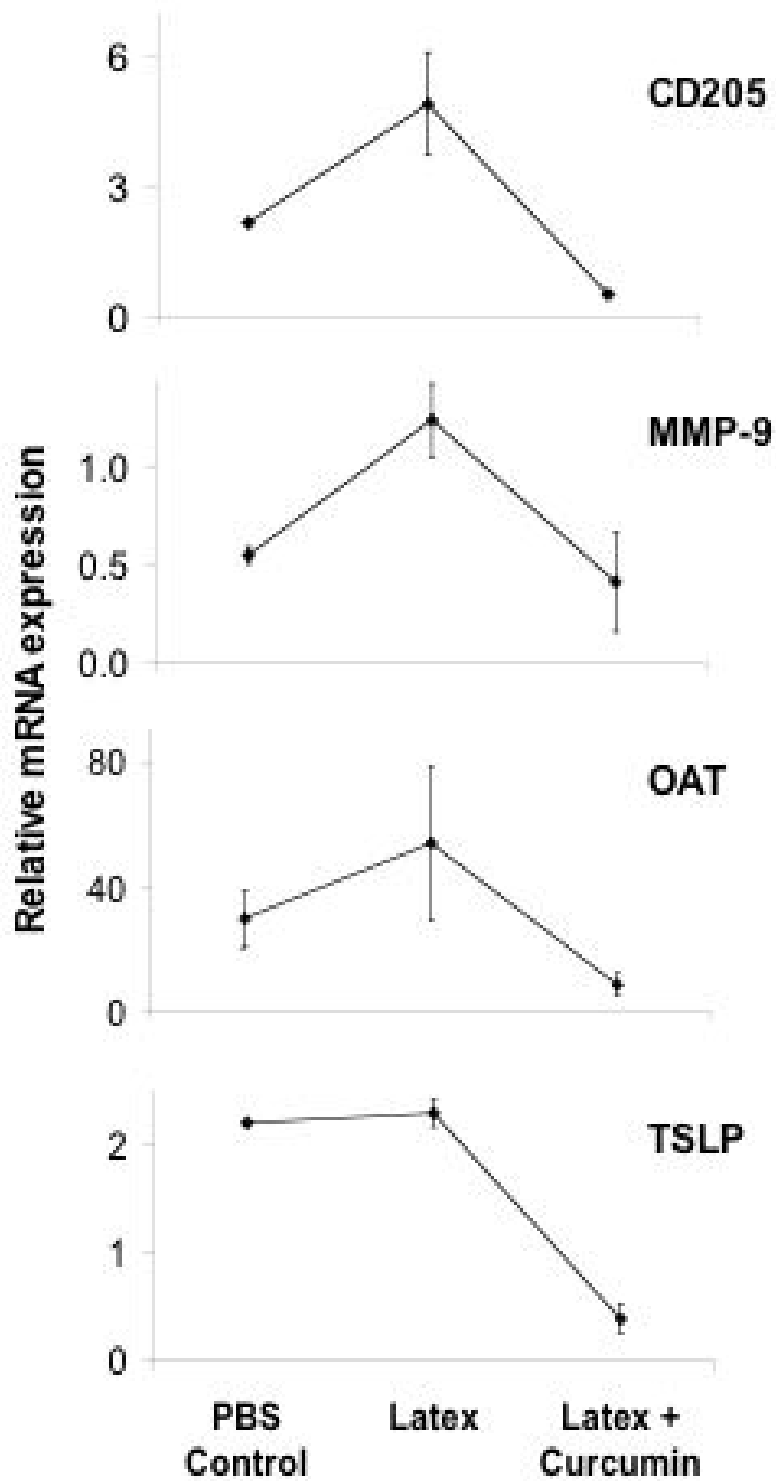 6
CD205
3
0
MMP-9
1.0
0.5
0.0
Relative mRNA expression
80
OAT
40
0
2
TSLP
1
0
PBS Control
Latex
Latex + Curcumin